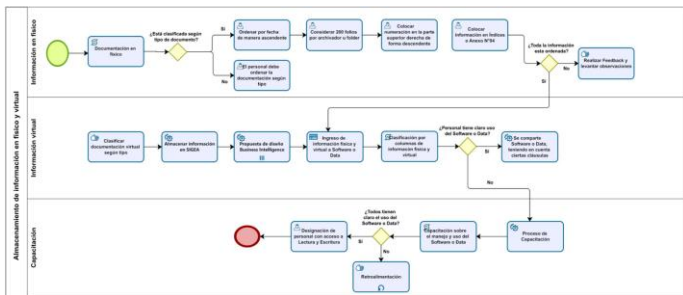 Almacenamiento de información en físico y virtual
Información en físico
Documentación en
físico
¿Está clasificada según
tipo de documento?
Si
No
Ordenar por fecha
de manera ascendente
El personal debe
ordenar la documentación según
tipo
Considerar 200 folios
por archivador o folder
Colocar
numeración en la parte
superior derecho de
forma descendente
Colocar
información en Índices
o Anexo N°04
¿Toda la información
esta ordenada?
Si
No
Realizar Feedback y
levantar observaciones
Información virtual
Clasificar
documentación virtual
según tipo
Almacenar información
en
Propuesta de diseño
Business Intelligence
Ingreso de
información física y
virtual a Software o
Data
Clasificación por
columnas de
información física y
virtual
¿Personal tiene claro uso
del Software o Data?
Si
No
Se comparte
Software o Data,
teniendo en cuenta
ciertas cláusulas
Capacitación
Proceso de
Capacitación
Capacitación sobre
el manejo y uso del
Software o Data
¿Todos tienen
claro el uso del
Software o Data?
Si
No
Designación de
personal con acceso a
Lectura y Escritura
Retroalimentación